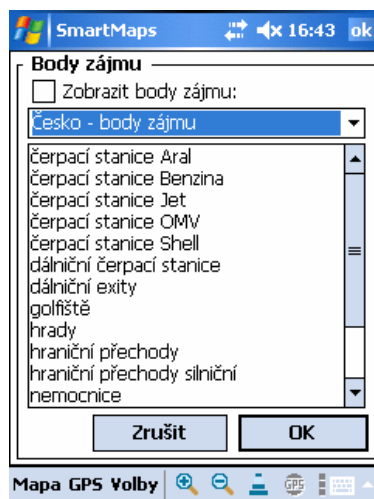 SmartMaps 16:43 ok
Body zájmu
Zobrazit body zájmu:
Česko - body zájmu
čerpací stanice Aral
čerpací stanice Benzina
čerpací stanice Jet
čerpací stanice OMV
čerpací stanice Shell
dálniční čerpací stanice
dálniční exity
golfiště
hrady
hraniční přechody
hraniční přechody silniční
nemocnice
Zrušit OK
Mapa GPS Volby GPS